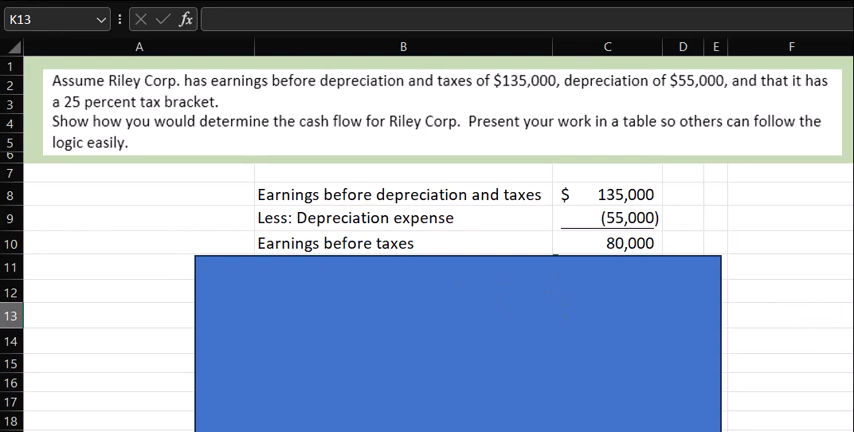 K13 fx
A B C D E F
1
2 Assume Riley Corp. has earnings before depreciation and taxes of $135,000, depreciation of $55,000, and that it has
3 a 25 percent tax bracket.
4 Show how you would determine the cash flow for Riley Corp. Present your work in a table so others can follow the
5 logic easily.
6
7
8 Earnings before depreciation and taxes $ 135,000
9 Less: Depreciation expense (55,000)
10 Earnings before taxes 80,000
11
12
13
14
15
16
17
18